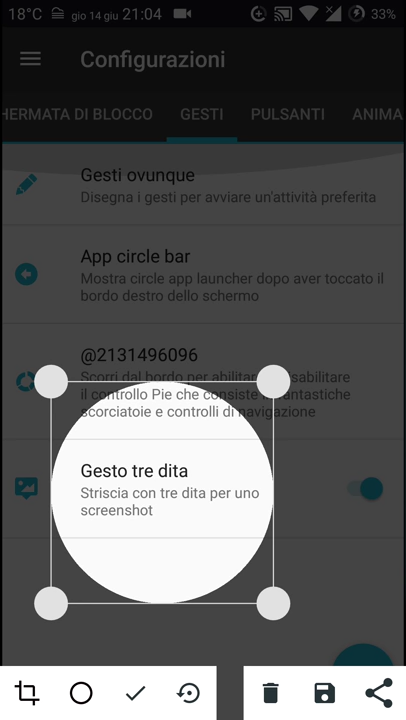 18°C gio 14 giu 21:04 33%
Configurazioni
HERMATA DI BLOCCO GESTI PULSANTI ANIMA
Gesti ovunque
Disegna i gesti per avviare un'attività preferita
App circle bar
Mostra circle app launcher dopo aver toccato il
bordo destro dello schermo
@2131496096
Scorri dal bordo per abilitare
il controllo Pie che consiste fantastiche
scorciatoie e controlli di navigazione
Gesto tre dita
Striscia con tre dita per uno
screenshot